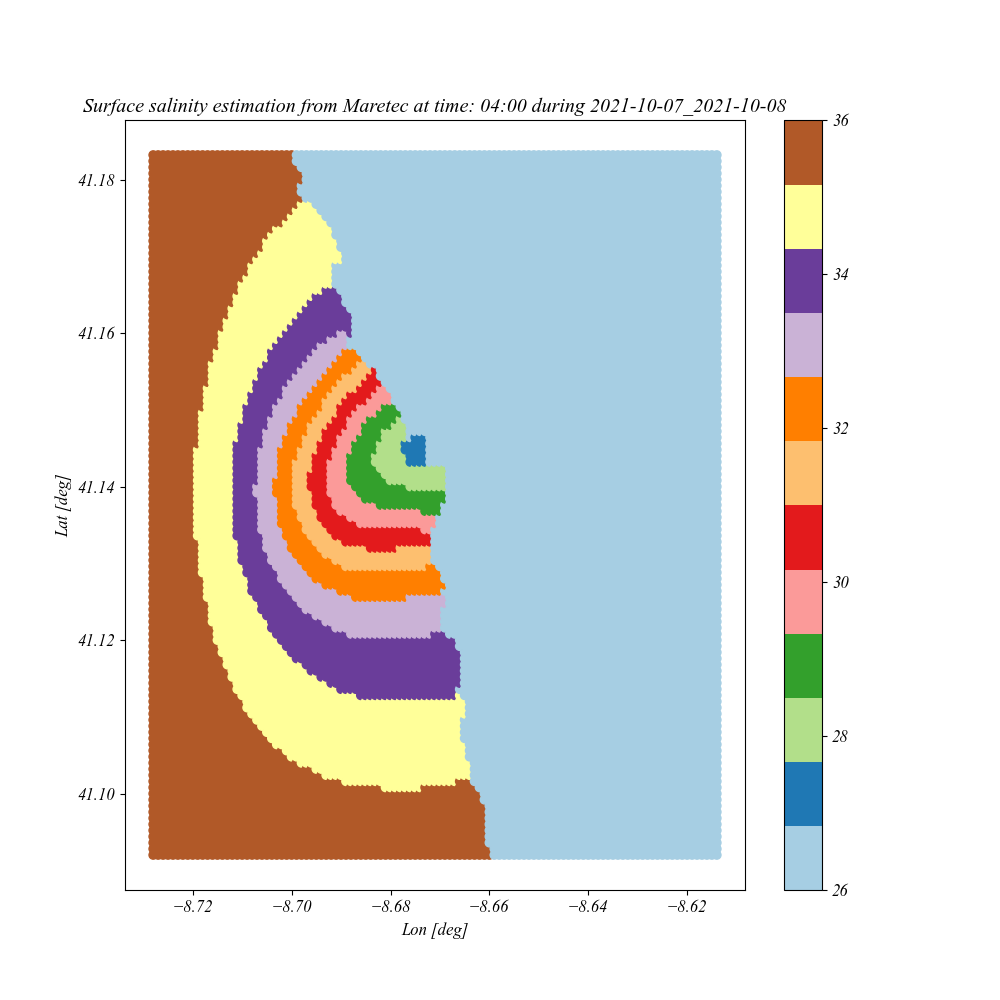 Surface salinity estimation from Maretec at time: 04:00 during 2021-10-07_2021-10-08
36
34
32
30
28
26
41.18
41.16
41.14
41.12
41.10
Lat [deg]
−8.72 −8.70 −8.68 −8.66 −8.64 −8.62
Lon [deg]